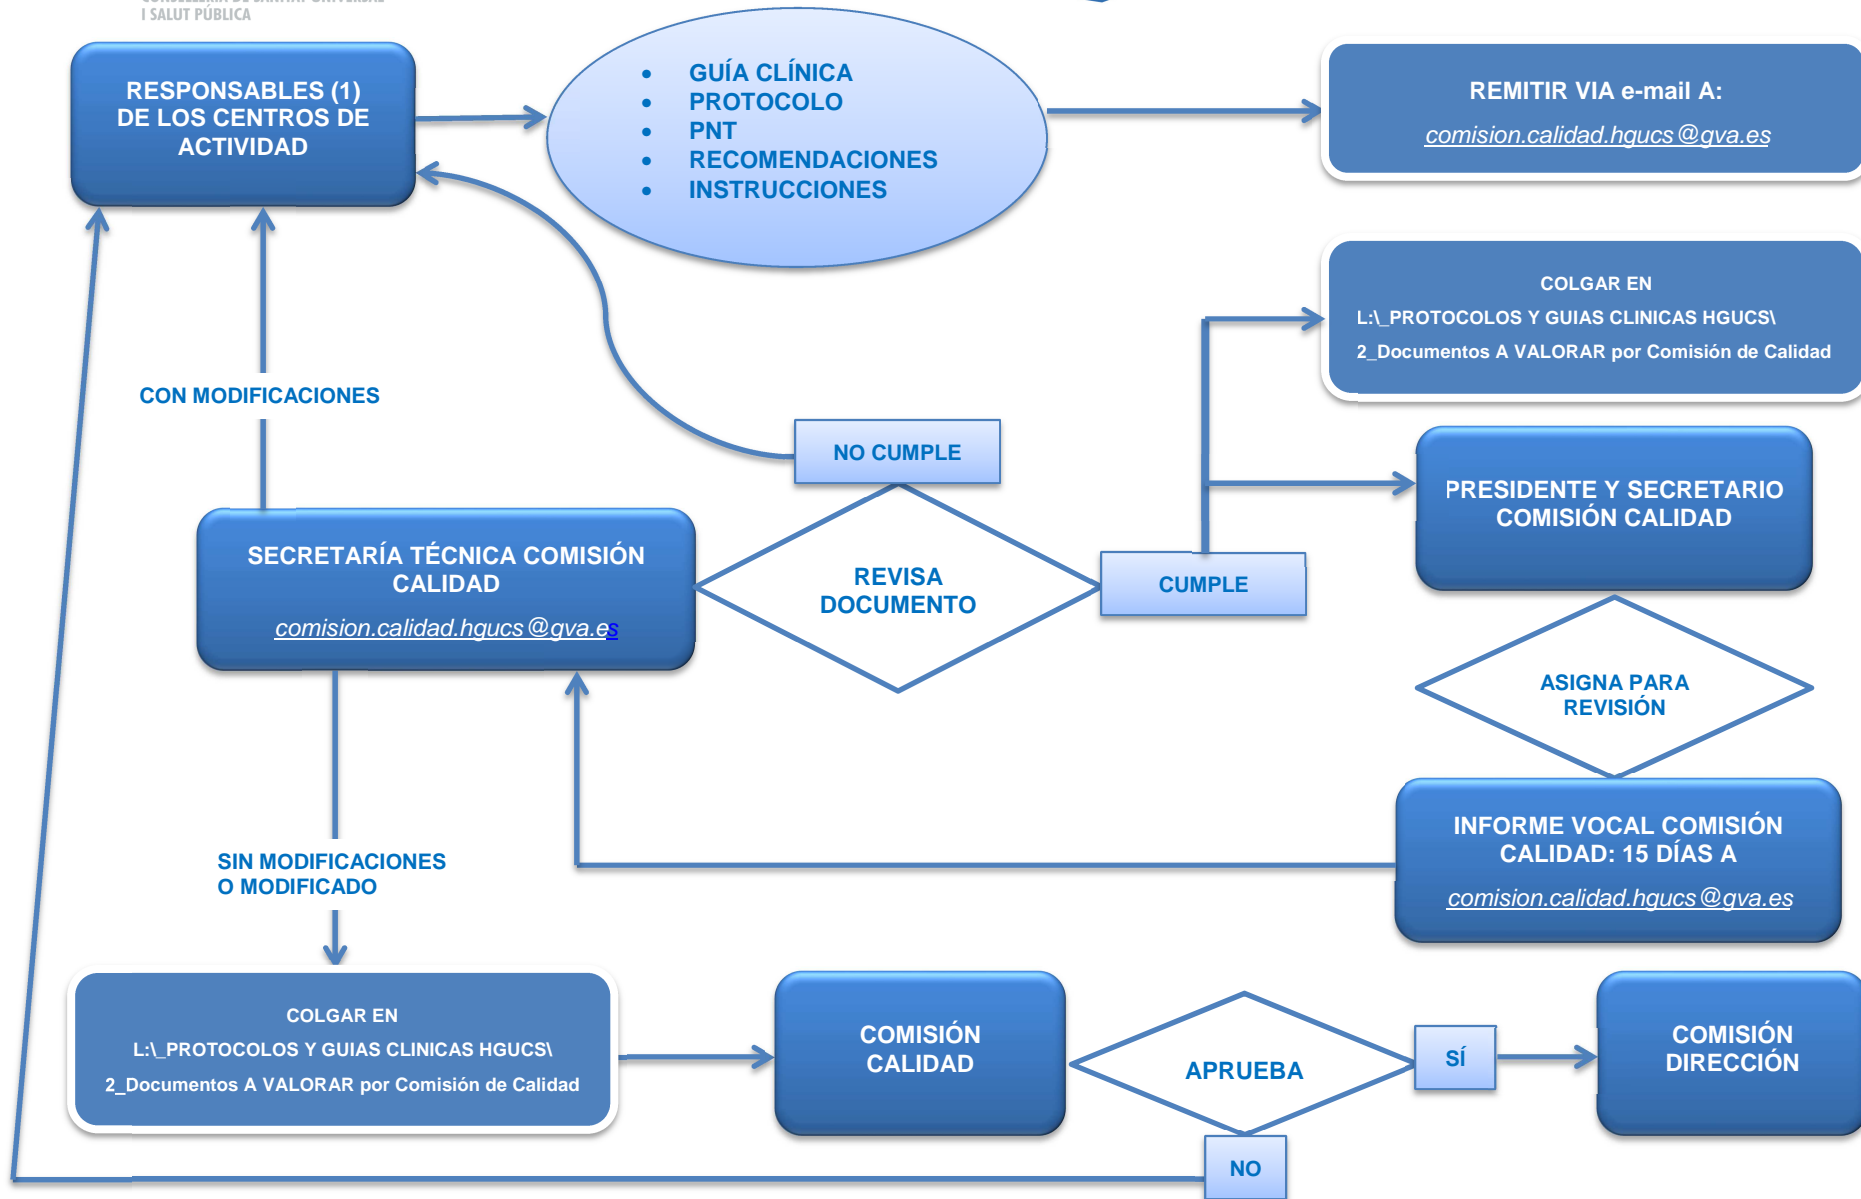 I SALUT PÚBLICA
RESPONSABLES (1)
DE LOS CENTROS DE
ACTIVIDAD
• GUÍA CLÍNICA
• PROTOCOLO
• PNT
• RECOMENDACIONES
• INSTRUCCIONES
REMITIR VIA e-mail A:
comision.calidad.hgucs@gva.es
COLGAR EN
L:\_PROTOCOLOS Y GUIAS CLINICAS HGUCS\
2_Documentos A VALORAR por Comisión de Calidad
CON MODIFICACIONES
NO CUMPLE
PRESIDENTE Y SECRETARIO
COMISIÓN CALIDAD
SECRETARÍA TÉCNICA COMISIÓN
CALIDAD
comision.calidad.hgucs@gva.es
REVISA
DOCUMENTO
CUMPLE
ASIGNA PARA
REVISIÓN
INFORME VOCAL COMISIÓN
CALIDAD: 15 DÍAS A
comision.calidad.hgucs@gva.es
SIN MODIFICACIONES
O MODIFICADO
COLGAR EN
L:\_PROTOCOLOS Y GUIAS CLINICAS HGUCS\
2_Documentos A VALORAR por Comisión de Calidad
COMISIÓN
CALIDAD
APRUEBA
SÍ
COMISIÓN
DIRECCIÓN
NO